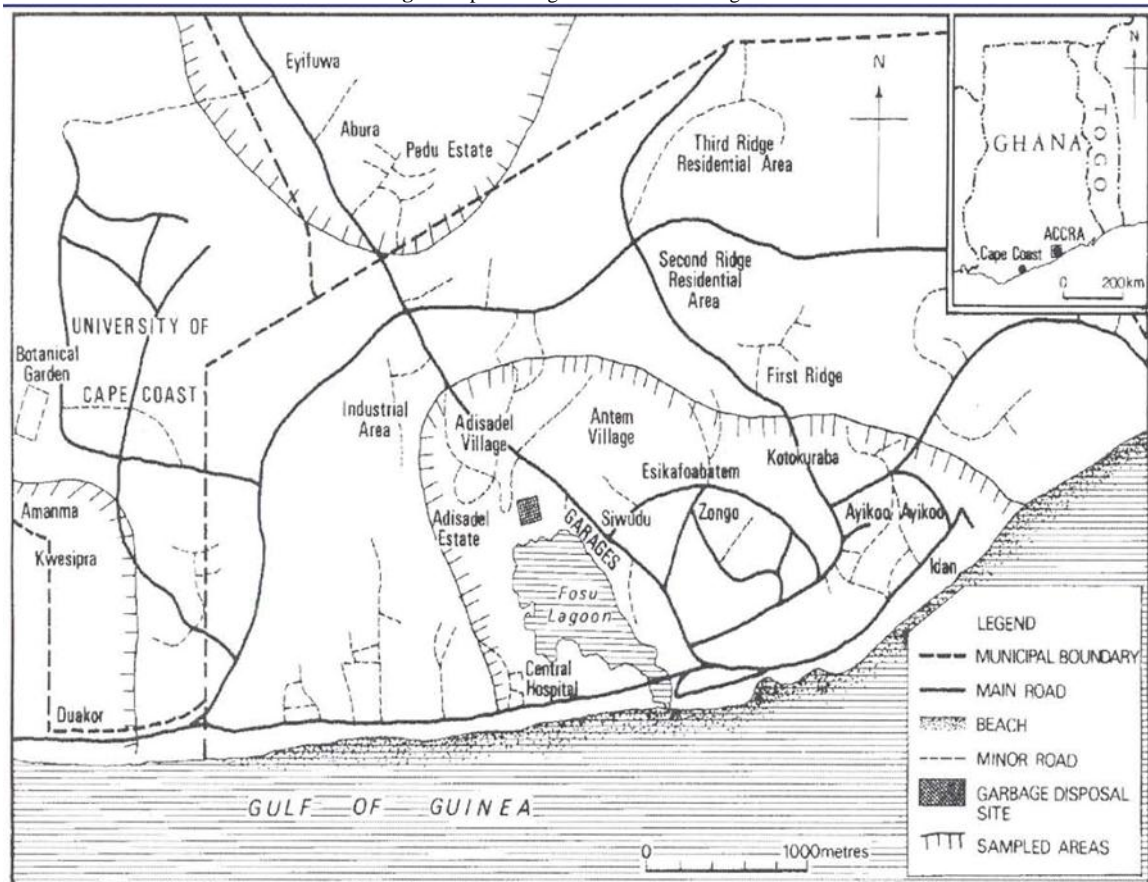 Eyifuwa
Abura
Pedu Estate
N
Third Ridge
Residential Area
N
GHANA
TOGO
ACCRA
Cape Coast
0 200km
Second Ridge
Residential
Area
UNIVERSITY OF
CAPE COAST
Botanical
Garden
Industrial
Area
First Ridge
Adisadel
Village
Antem
Village
Kotokuraba
Esikafoabatem
Amanma
Adisadel
Estate
GARAGES
Siwudu
Zongo
Ayikoo
Ayikoo
Kwesipra
Idan
Fosu
Lagoon
Central
Hospital
Duakor
GULF OF GUINEA
0 1000metres
LEGEND
MUNICIPAL BOUNDARY
MAIN ROAD
BEACH
MINOR ROAD
GARBAGE DISPOSAL
SITE
SAMPLED AREAS